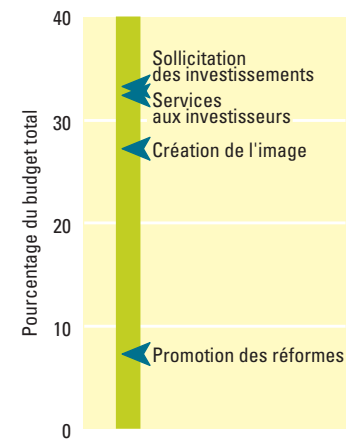 40
Sollicitation
des investissements
Services
aux investisseurs
30
Création de l'image
20
10
Promotion des réformes
0
Pourcentage du budget total